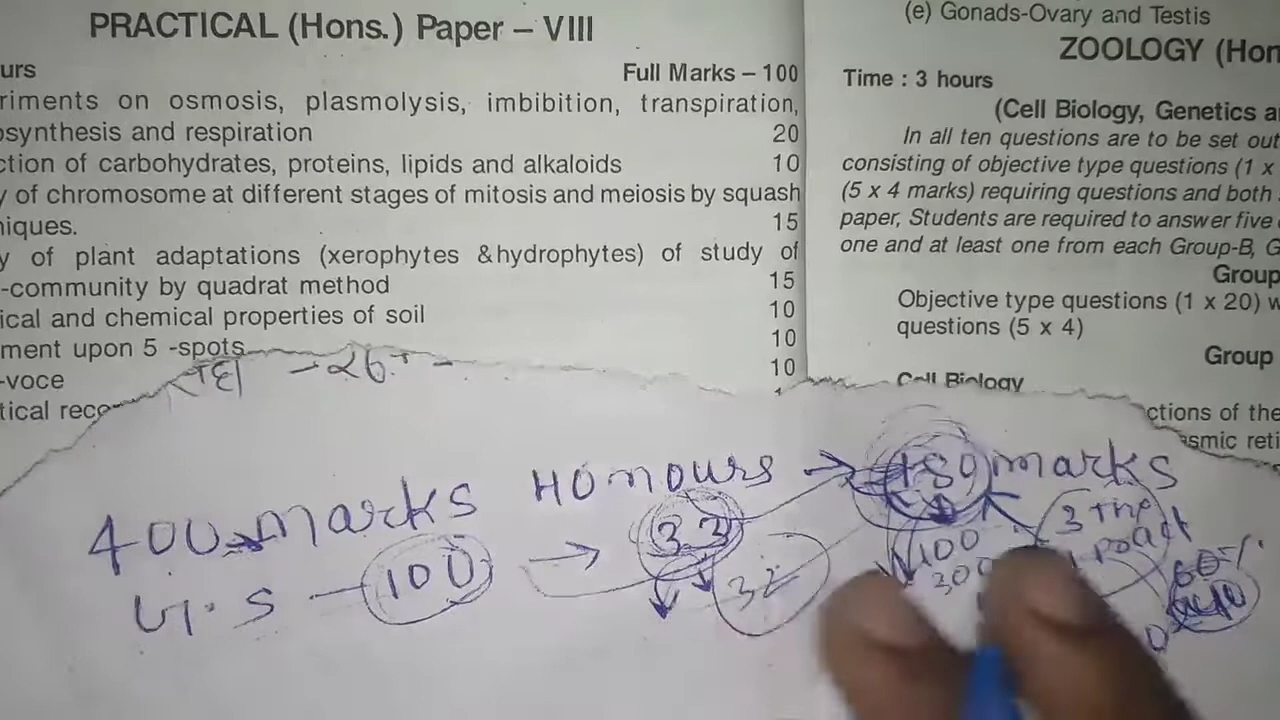 PRACTICAL (Hons.) Paper – VIII
urs Full Marks – 100
riments on osmosis, plasmolysis, imbibition, transpiration,
osynthesis and respiration 20
ction of carbohydrates, proteins, lipids and alkaloids 10
y of chromosome at different stages of mitosis and meiosis by squash
niques. 15
y of plant adaptations (xerophytes &hydrophytes) of study of
-community by quadrat method 15
ical and chemical properties of soil 10
ment upon 5 -spots 10
-voce 10
tical reco
(e) Gonads-Ovary and Testis
ZOOLOGY (Hon
Time : 3 hours
(Cell Biology, Genetics a
In all ten questions are to be set out
consisting of objective type questions (1 x
(5 x 4 marks) requiring questions and both
paper, Students are required to answer five
one and at least one from each Group-B, G
Group
Objective type questions (1 x 20) w
questions (5 x 4)
Group
Cell Biology
ctions of the
asmic reti
400 marks Honours → 180 marks
G.S – 100 → 33
32
100
300
3 The
60%